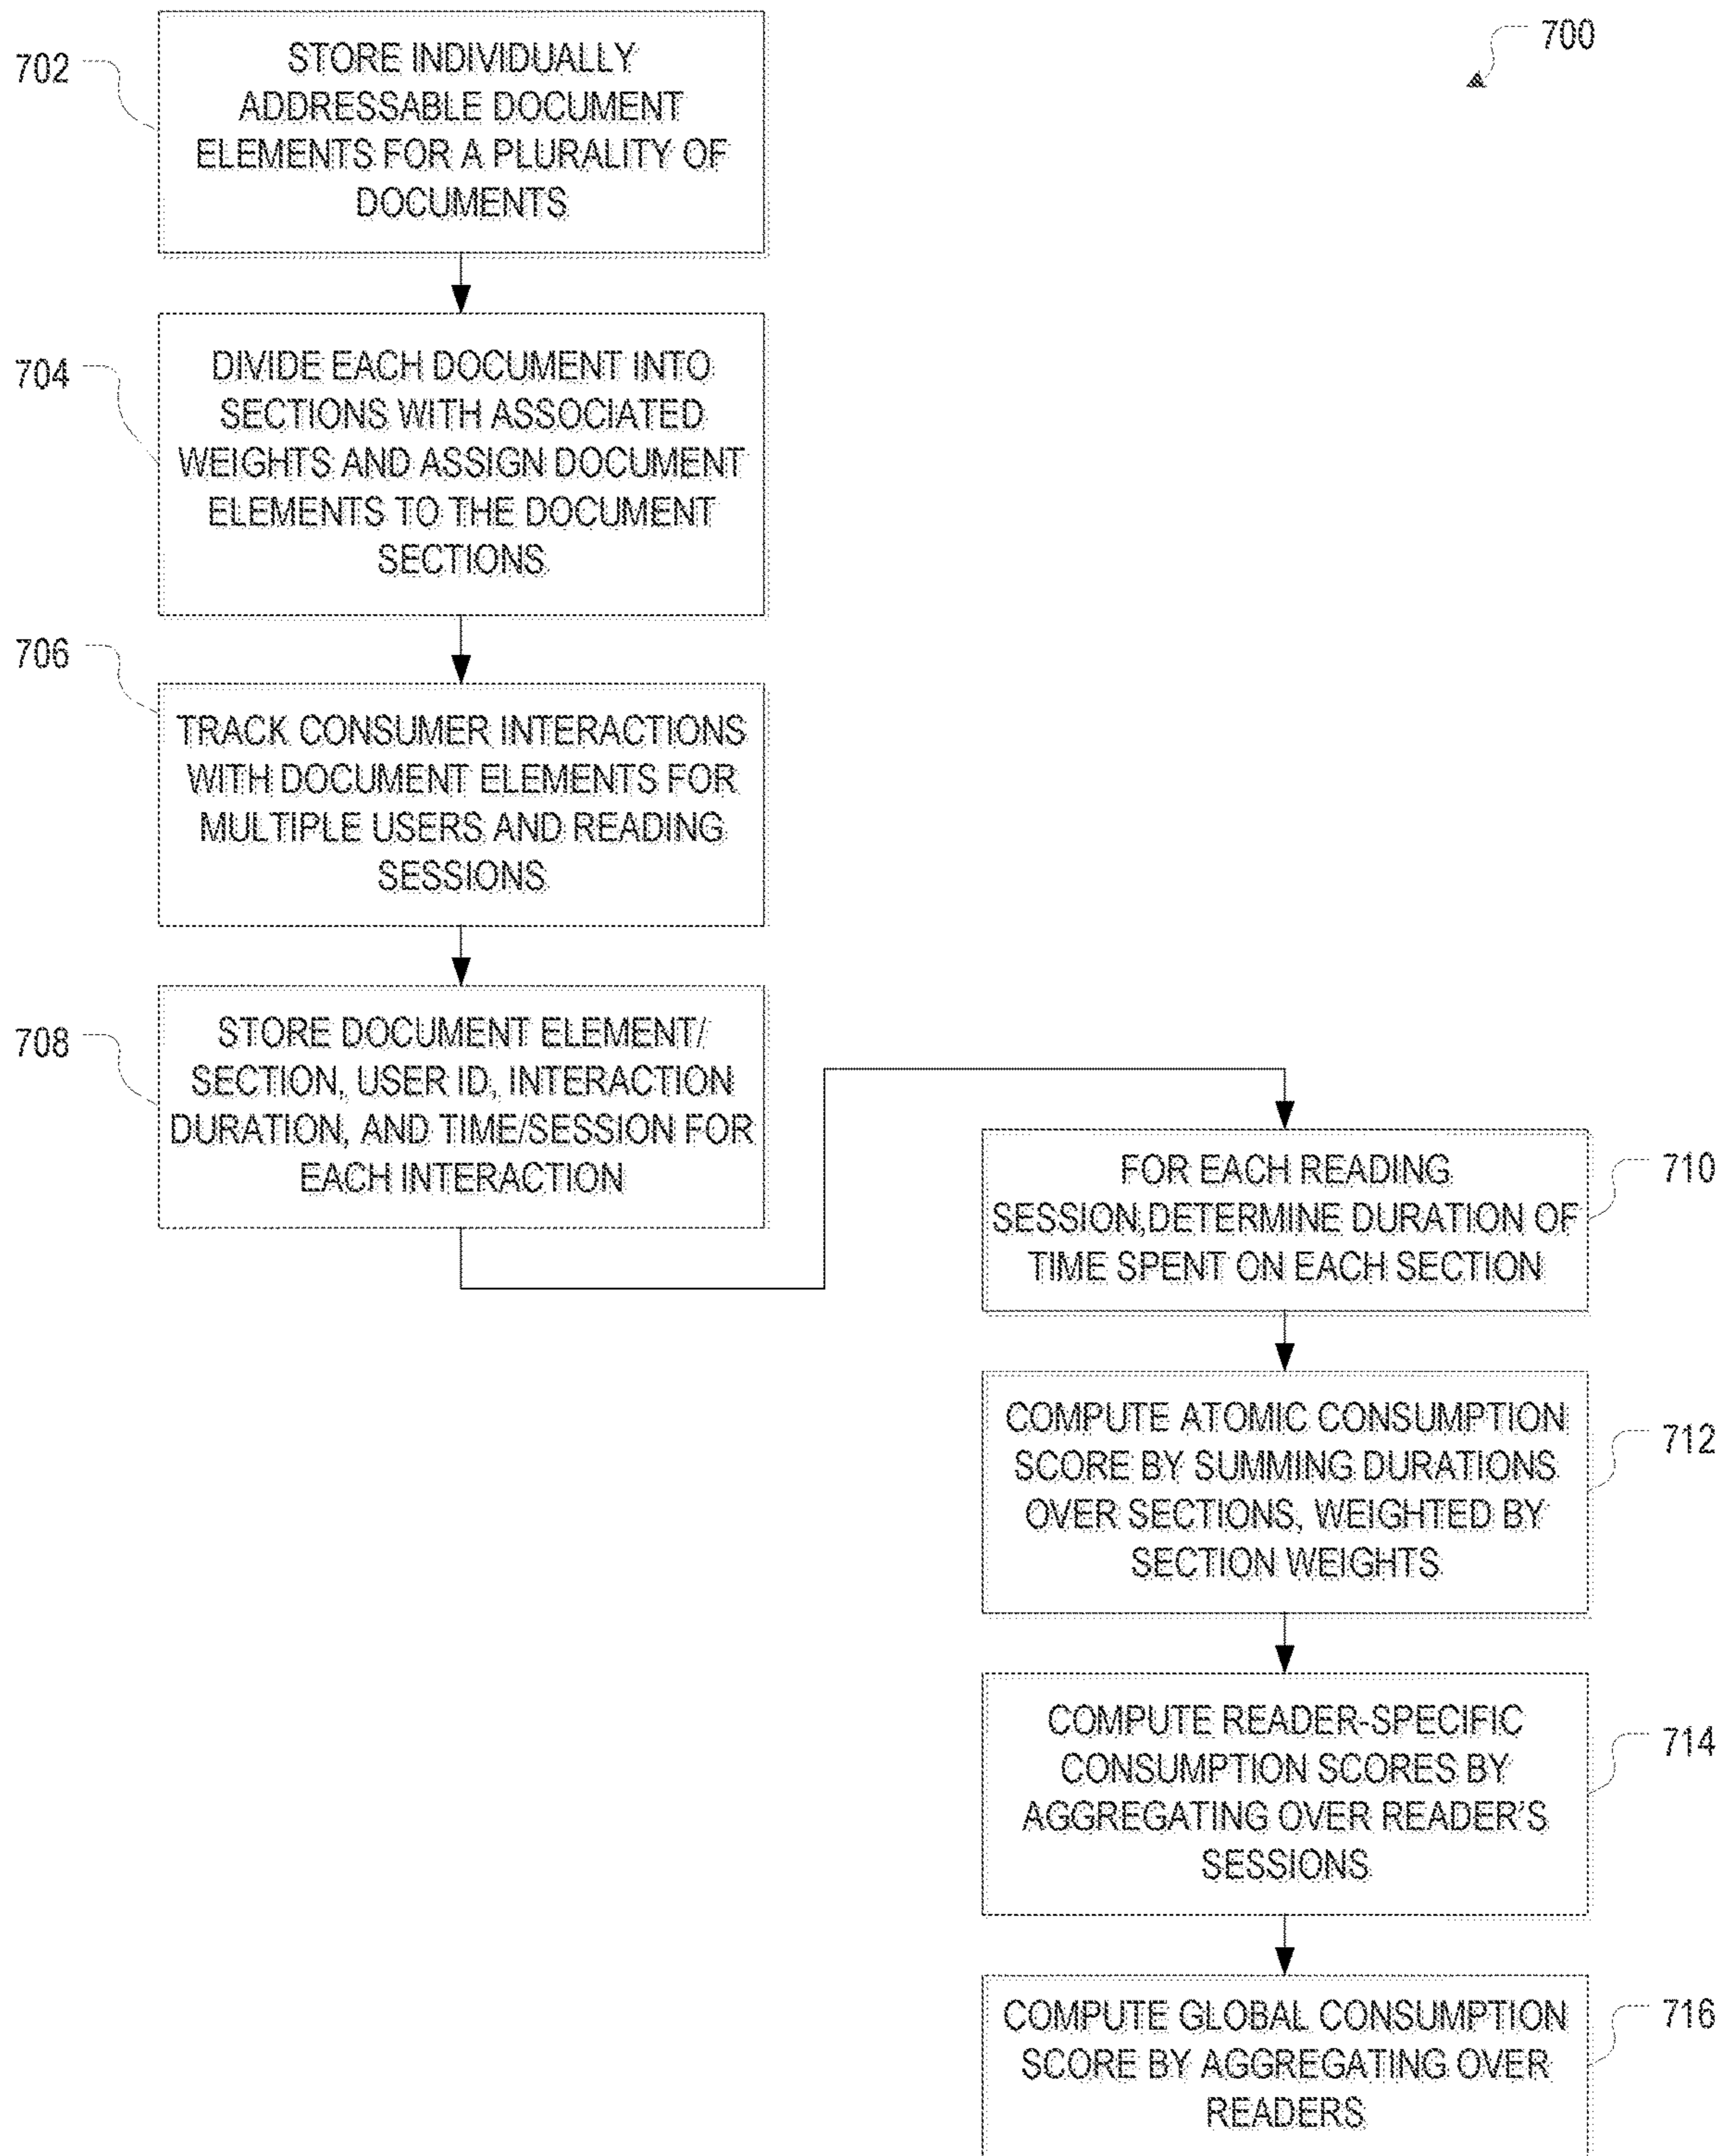 700
702
STORE INDIVIDUALLY
ADDRESSABLE DOCUMENT
ELEMENTS FOR A PLURALITY OF
DOCUMENTS
704
DIVIDE EACH DOCUMENT INTO
SECTIONS WITH ASSOCIATED
WEIGHTS AND ASSIGN DOCUMENT
ELEMENTS TO THE DOCUMENT
SECTIONS
706
TRACK CONSUMER INTERACTIONS
WITH DOCUMENT ELEMENTS FOR
MULTIPLE USERS AND READING
SESSIONS
708
STORE DOCUMENT ELEMENT/
SECTION, USER ID, INTERACTION
DURATION, AND TIME/SESSION FOR
EACH INTERACTION
FOR EACH READING
SESSION,DETERMINE DURATION OF
TIME SPENT ON EACH SECTION
710
COMPUTE ATOMIC CONSUMPTION
SCORE BY SUMMING DURATIONS
OVER SECTIONS, WEIGHTED BY
SECTION WEIGHTS
712
COMPUTE READER-SPECIFIC
CONSUMPTION SCORES BY
AGGREGATING OVER READER'S
SESSIONS
714
COMPUTE GLOBAL CONSUMPTION
SCORE BY AGGREGATING OVER
READERS
716